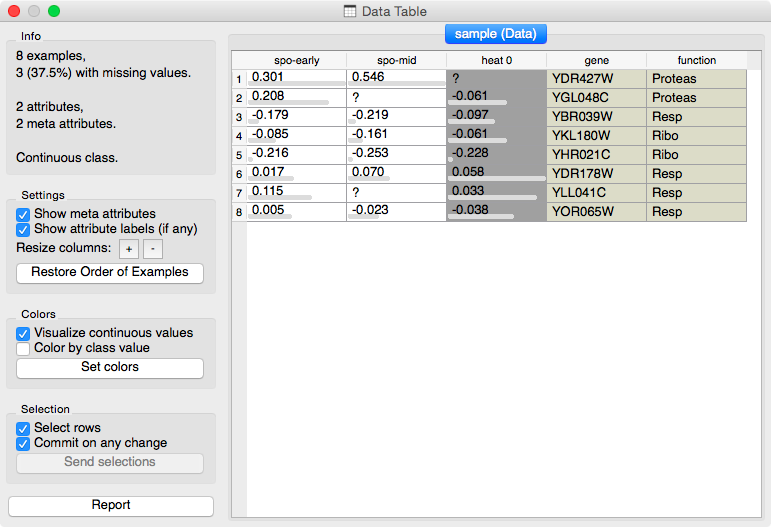 Data Table
Info
8 examples,
3 (37.5%) with missing values.
2 attributes,
2 meta attributes.
Continuous class.
Settings
Show meta attributes
Show attribute labels (if any)
Resize columns: + -
Restore Order of Examples
Colors
Visualize continuous values
Color by class value
Set colors
Selection
Select rows
Commit on any change
Send selections
Report
sample (Data)
spo-early spo-mid heat 0 gene function
1 0.301 0.546 ? YDR427W Proteas
2 0.208 ? -0.061 YGL048C Proteas
3 -0.179 -0.219 -0.097 YBR039W Resp
4 -0.085 -0.161 -0.061 YKL180W Ribo
5 -0.216 -0.253 -0.228 YHR021C Ribo
6 0.017 0.070 0.058 YDR178W Resp
7 0.115 ? 0.033 YLL041C Resp
8 0.005 -0.023 -0.038 YOR065W Resp